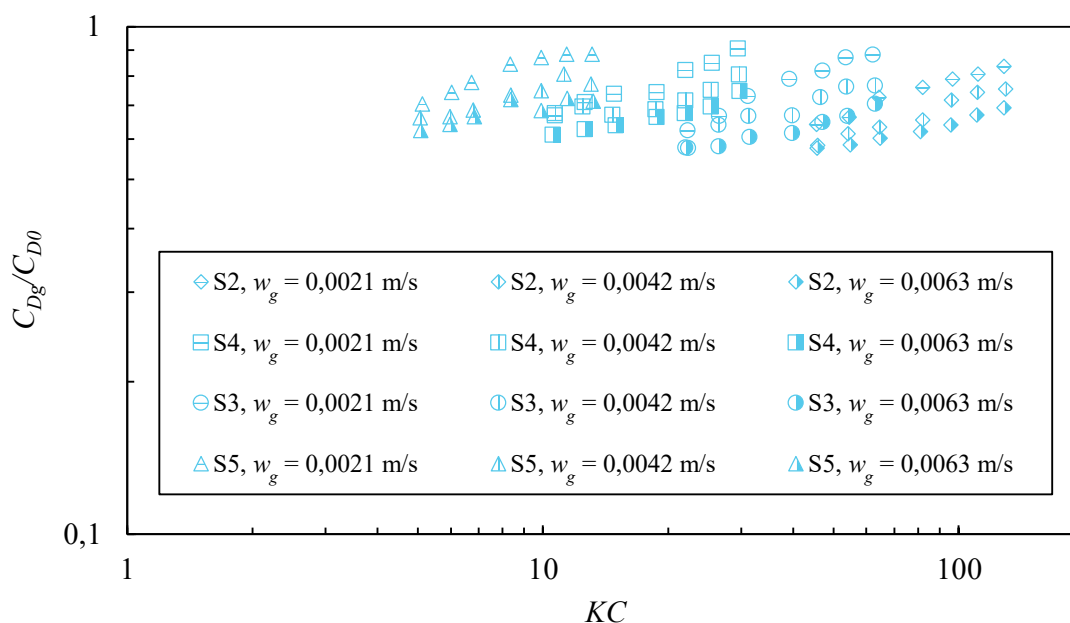 1
C_Dg/C_D0
S2, w_g = 0,0021 m/s S2, w_g = 0,0042 m/s S2, w_g = 0,0063 m/s
S4, w_g = 0,0021 m/s S4, w_g = 0,0042 m/s S4, w_g = 0,0063 m/s
S3, w_g = 0,0021 m/s S3, w_g = 0,0042 m/s S3, w_g = 0,0063 m/s
S5, w_g = 0,0021 m/s S5, w_g = 0,0042 m/s S5, w_g = 0,0063 m/s
0,1
1 10 100
KC